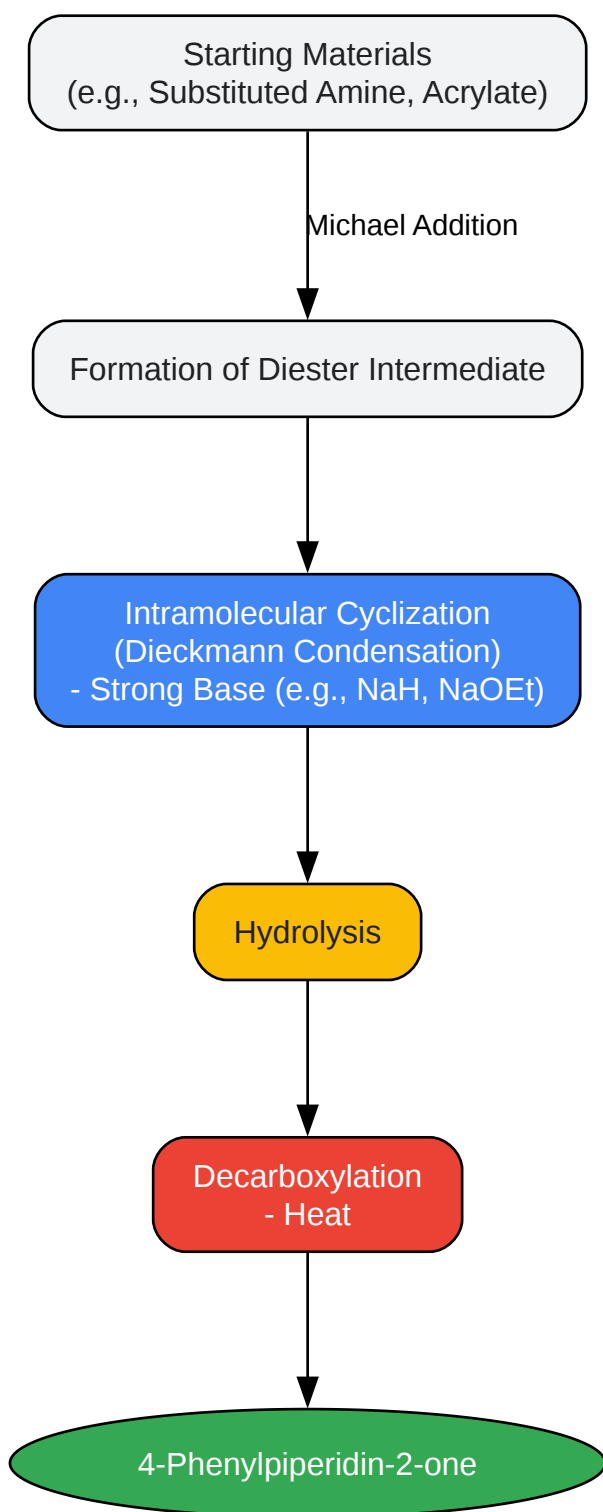 Starting Materials
(e.g., Substituted Amine, Acrylate)
Michael Addition
Formation of Diester Intermediate
Intramolecular Cyclization
(Dieckmann Condensation)
- Strong Base (e.g., NaH, NaOEt)
Hydrolysis
Decarboxylation
- Heat
4-Phenylpiperidin-2-one